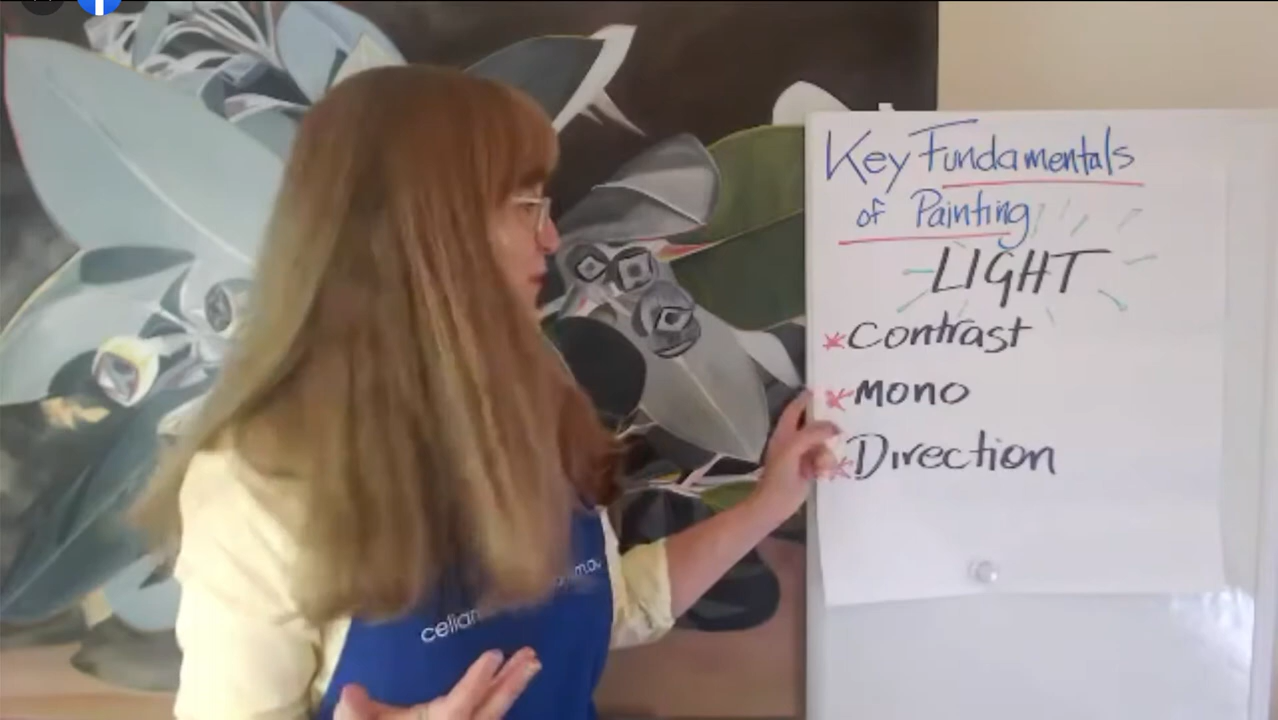 Key Fundamentals
of Painting
LIGHT
* Contrast
* Mono
* Direction